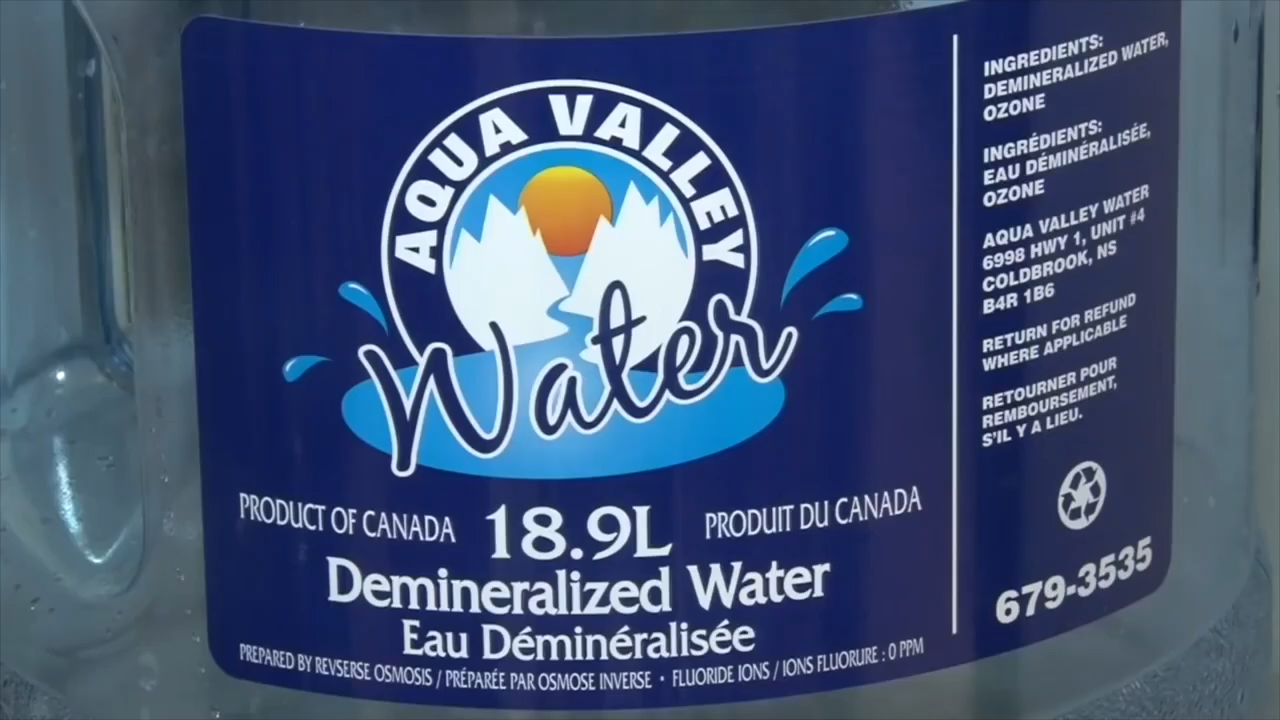 AQUA VALLEY
Water
PRODUCT OF CANADA 18.9L PRODUIT DU CANADA
Demineralized Water
Eau Déminéralisée
PREPARED BY REVSERSE OSMOSIS / PRÉPARÉE PAR OSMOSE INVERSE • FLUORIDE IONS / IONS FLUORURE : 0 PPM
INGREDIENTS:
DEMINERALIZED WATER,
OZONE
INGRÉDIENTS:
EAU DÉMINÉRALISÉE,
OZONE
AQUA VALLEY WATER
6998 HWY 1, UNIT #4
COLDBROOK, NS
B4R 1B6
RETURN FOR REFUND
WHERE APPLICABLE
RETOURNER POUR
REMBOURSEMENT,
S'IL Y A LIEU.
679-3535